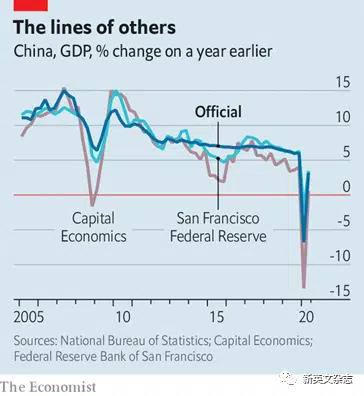 The lines of others
China, GDP, % change on a year earlier
15
10
5
0
-5
-10
-15
Official
Capital
Economics
San Francisco
Federal Reserve
2005 10 15 20
Sources: National Bureau of Statistics; Capital Economics;
Federal Reserve Bank of San Francisco
The Economist
新英文杂志